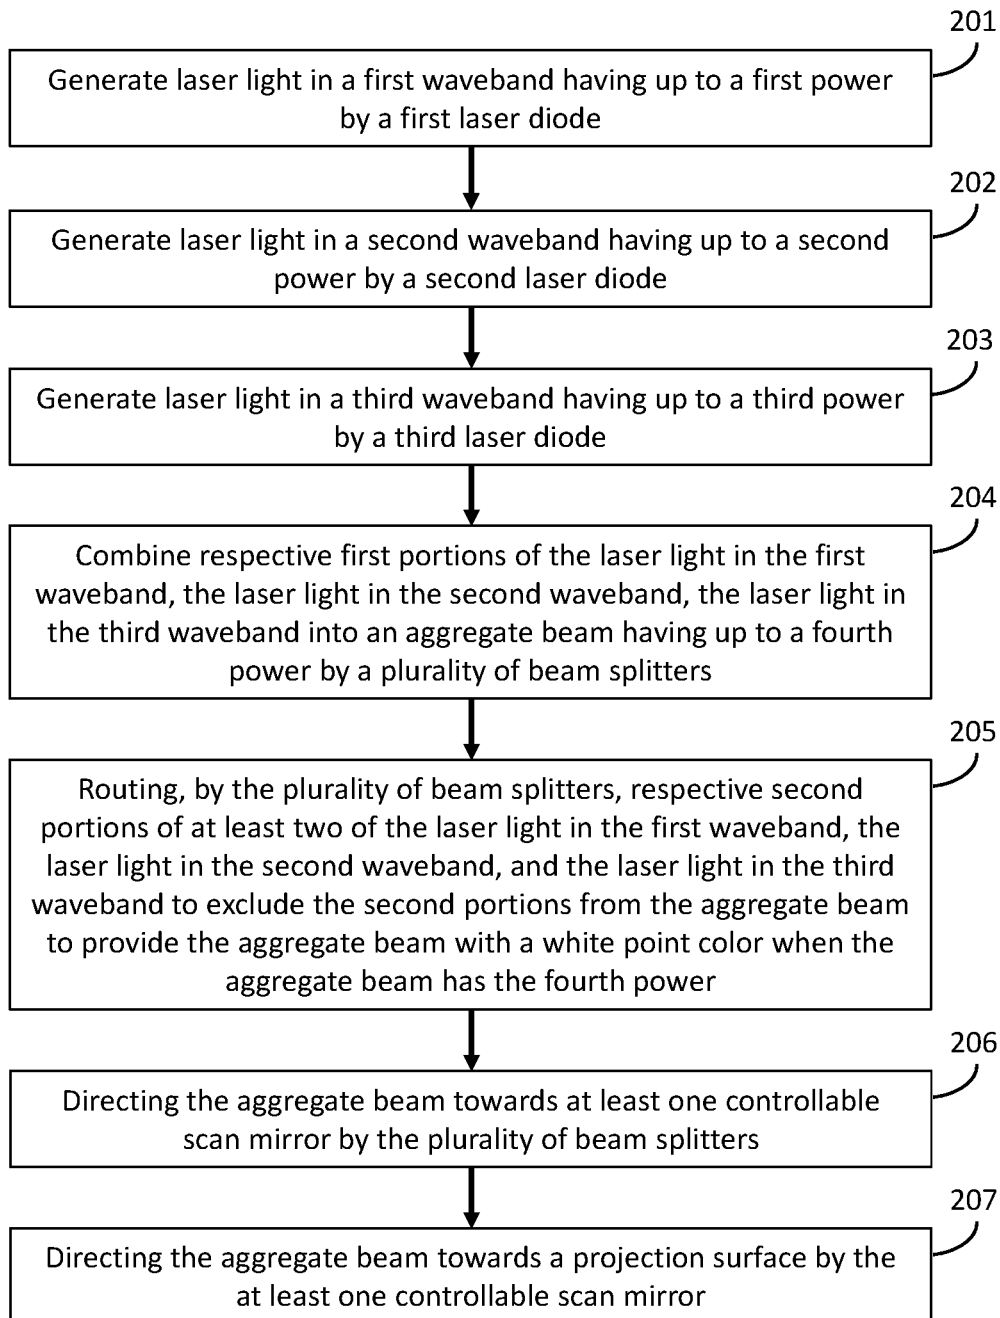 201
Generate laser light in a first waveband having up to a first power
by a first laser diode
202
Generate laser light in a second waveband having up to a second
power by a second laser diode
203
Generate laser light in a third waveband having up to a third power
by a third laser diode
204
Combine respective first portions of the laser light in the first
waveband, the laser light in the second waveband, the laser light in
the third waveband into an aggregate beam having up to a fourth
power by a plurality of beam splitters
205
Routing, by the plurality of beam splitters, respective second
portions of at least two of the laser light in the first waveband, the
laser light in the second waveband, and the laser light in the third
waveband to exclude the second portions from the aggregate beam
to provide the aggregate beam with a white point color when the
aggregate beam has the fourth power
206
Directing the aggregate beam towards at least one controllable
scan mirror by the plurality of beam splitters
207
Directing the aggregate beam towards a projection surface by the
at least one controllable scan mirror